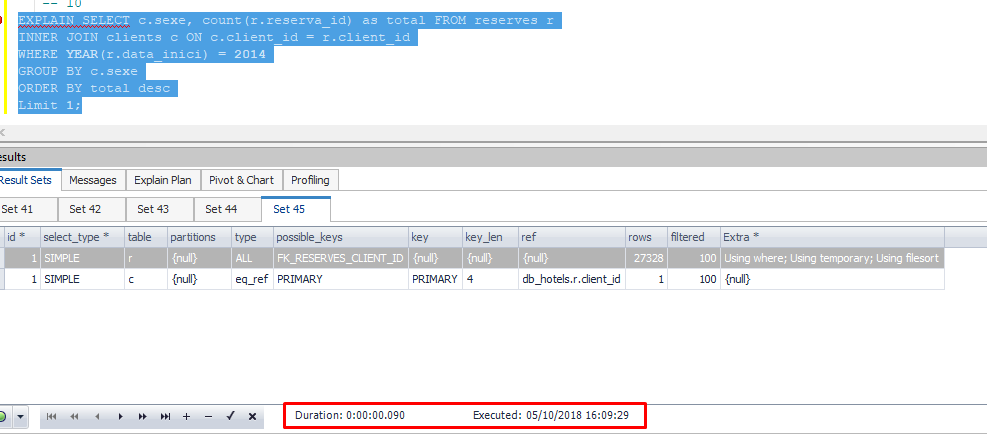 -- 10
EXPLAIN SELECT c.sexe, count(r.reserva_id) as total FROM reserves r
INNER JOIN clients c ON c.client_id = r.client_id
WHERE YEAR(r.data_inici) = 2014
GROUP BY c.sexe
ORDER BY total desc
Limit 1;
esults
Result Sets Messages Explain Plan Pivot & Chart Profiling
Set 41 Set 42 Set 43 Set 44 Set 45
id * select_type * table partitions type possible_keys key key_len ref rows filtered Extra *
1 SIMPLE r {null} ALL FK_RESERVES_CLIENT_ID {null} {null} {null} 27328 100 Using where; Using temporary; Using filesort
1 SIMPLE c {null} eq_ref PRIMARY PRIMARY 4 db_hotels.r.client_id 1 100 {null}
Duration: 0:00:00.090 Executed: 05/10/2018 16:09:29